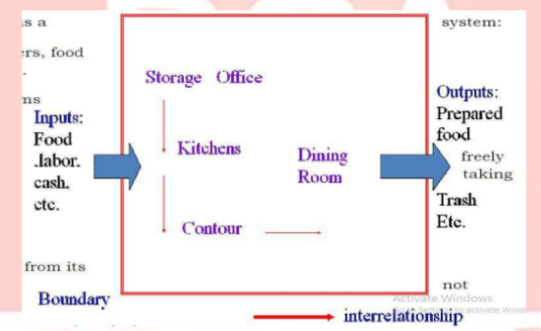 s a
system:
rs, food
Storage Office
ns
Inputs:
Food
.labor.
cash.
etc.
Kitchens
Dining
Room
Contour
Outputs:
Prepared
food
freely
taking
Trash
Etc.
from its
not
Boundary
Activate Windows
interrelationship